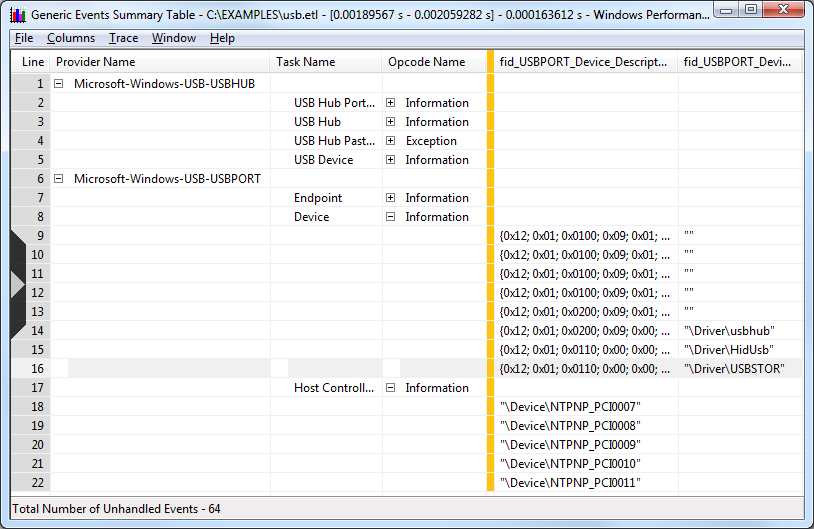 Generic Events Summary Table - C:\EXAMPLES\usb.etl - [0.00189567 s - 0.002059282 s] - 0.000163612 s - Windows Performan...
File Columns Trace Window Help
Line Provider Name Task Name Opcode Name fid_USBPORT_Device_Descript... fid_USBPORT_Devi...
1 Microsoft-Windows-USB-USBHUB
2 USB Hub Port... Information
3 USB Hub Information
4 USB Hub Past... Exception
5 USB Device Information
6 Microsoft-Windows-USB-USBPORT
7 Endpoint Information
8 Device Information
9 {0x12; 0x01; 0x0100; 0x09; 0x01; ... ""
10 {0x12; 0x01; 0x0100; 0x09; 0x01; ... ""
11 {0x12; 0x01; 0x0100; 0x09; 0x01; ... ""
12 {0x12; 0x01; 0x0100; 0x09; 0x01; ... ""
13 {0x12; 0x01; 0x0200; 0x09; 0x01; ... ""
14 {0x12; 0x01; 0x0200; 0x09; 0x00; ... "\Driver\usbhub"
15 {0x12; 0x01; 0x0110; 0x00; 0x00; ... "\Driver\HidUsb"
16 {0x12; 0x01; 0x0110; 0x00; 0x00; ... "\Driver\USBSTOR"
17 Host Controll... Information
18 "\Device\NTPNP_PCI0007"
19 "\Device\NTPNP_PCI0008"
20 "\Device\NTPNP_PCI0009"
21 "\Device\NTPNP_PCI0010"
22 "\Device\NTPNP_PCI0011"
Total Number of Unhandled Events - 64